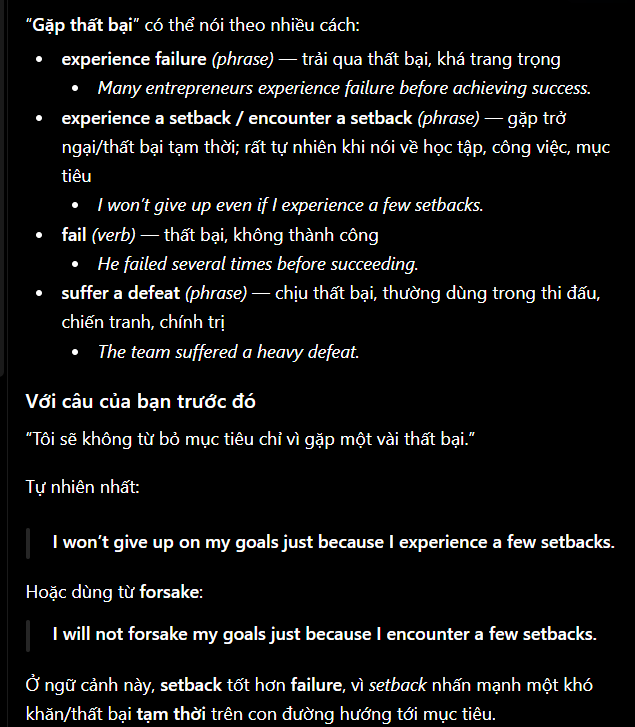 “Gặp thất bại” có thể nói theo nhiều cách:
• experience failure (phrase) — trải qua thất bại, khá trang trọng
• Many entrepreneurs experience failure before achieving success.
• experience a setback / encounter a setback (phrase) — gặp trở
ngại/thất bại tạm thời; rất tự nhiên khi nói về học tập, công việc, mục
tiêu
• I won’t give up even if I experience a few setbacks.
• fail (verb) — thất bại, không thành công
• He failed several times before succeeding.
• suffer a defeat (phrase) — chịu thất bại, thường dùng trong thi đấu,
chiến tranh, chính trị
• The team suffered a heavy defeat.
Với câu của bạn trước đó
“Tôi sẽ không từ bỏ mục tiêu chỉ vì gặp một vài thất bại.”
Tự nhiên nhất:
I won’t give up on my goals just because I experience a few setbacks.
Hoặc dùng từ forsake:
I will not forsake my goals just because I encounter a few setbacks.
Ở ngữ cảnh này, setback tốt hơn failure, vì setback nhấn mạnh một khó
khăn/thất bại tạm thời trên con đường hướng tới mục tiêu.